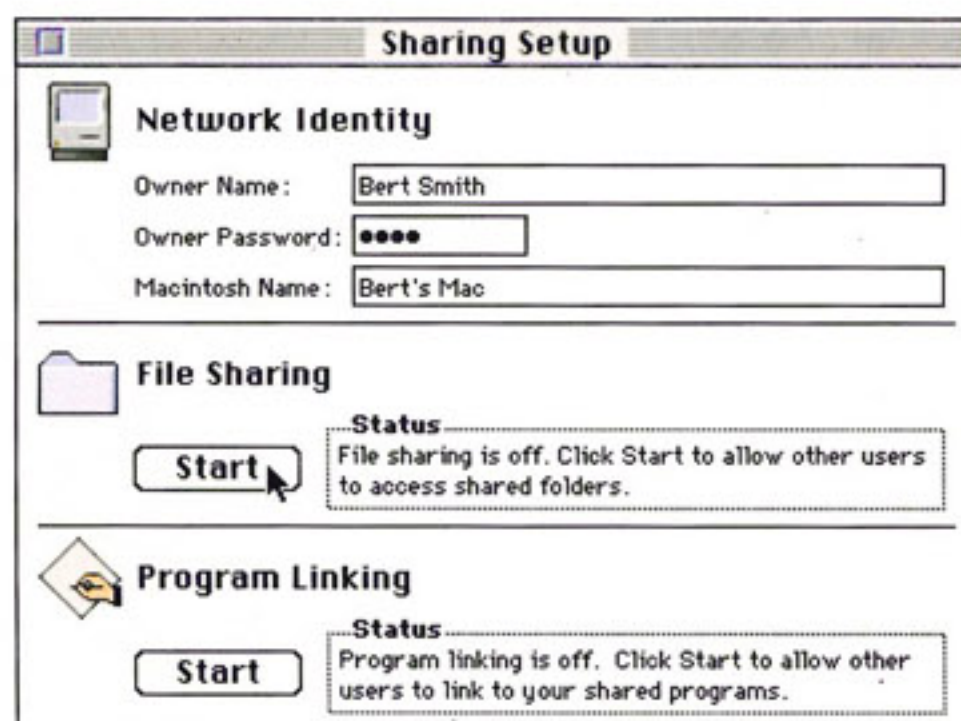 Sharing Setup
Network Identity
Owner Name: Bert Smith
Owner Password: ●●●●
Macintosh Name: Bert's Mac
File Sharing
Status
Start
File sharing is off. Click Start to allow other users
to access shared folders.
Program Linking
Status
Start
Program linking is off. Click Start to allow other
users to link to your shared programs.